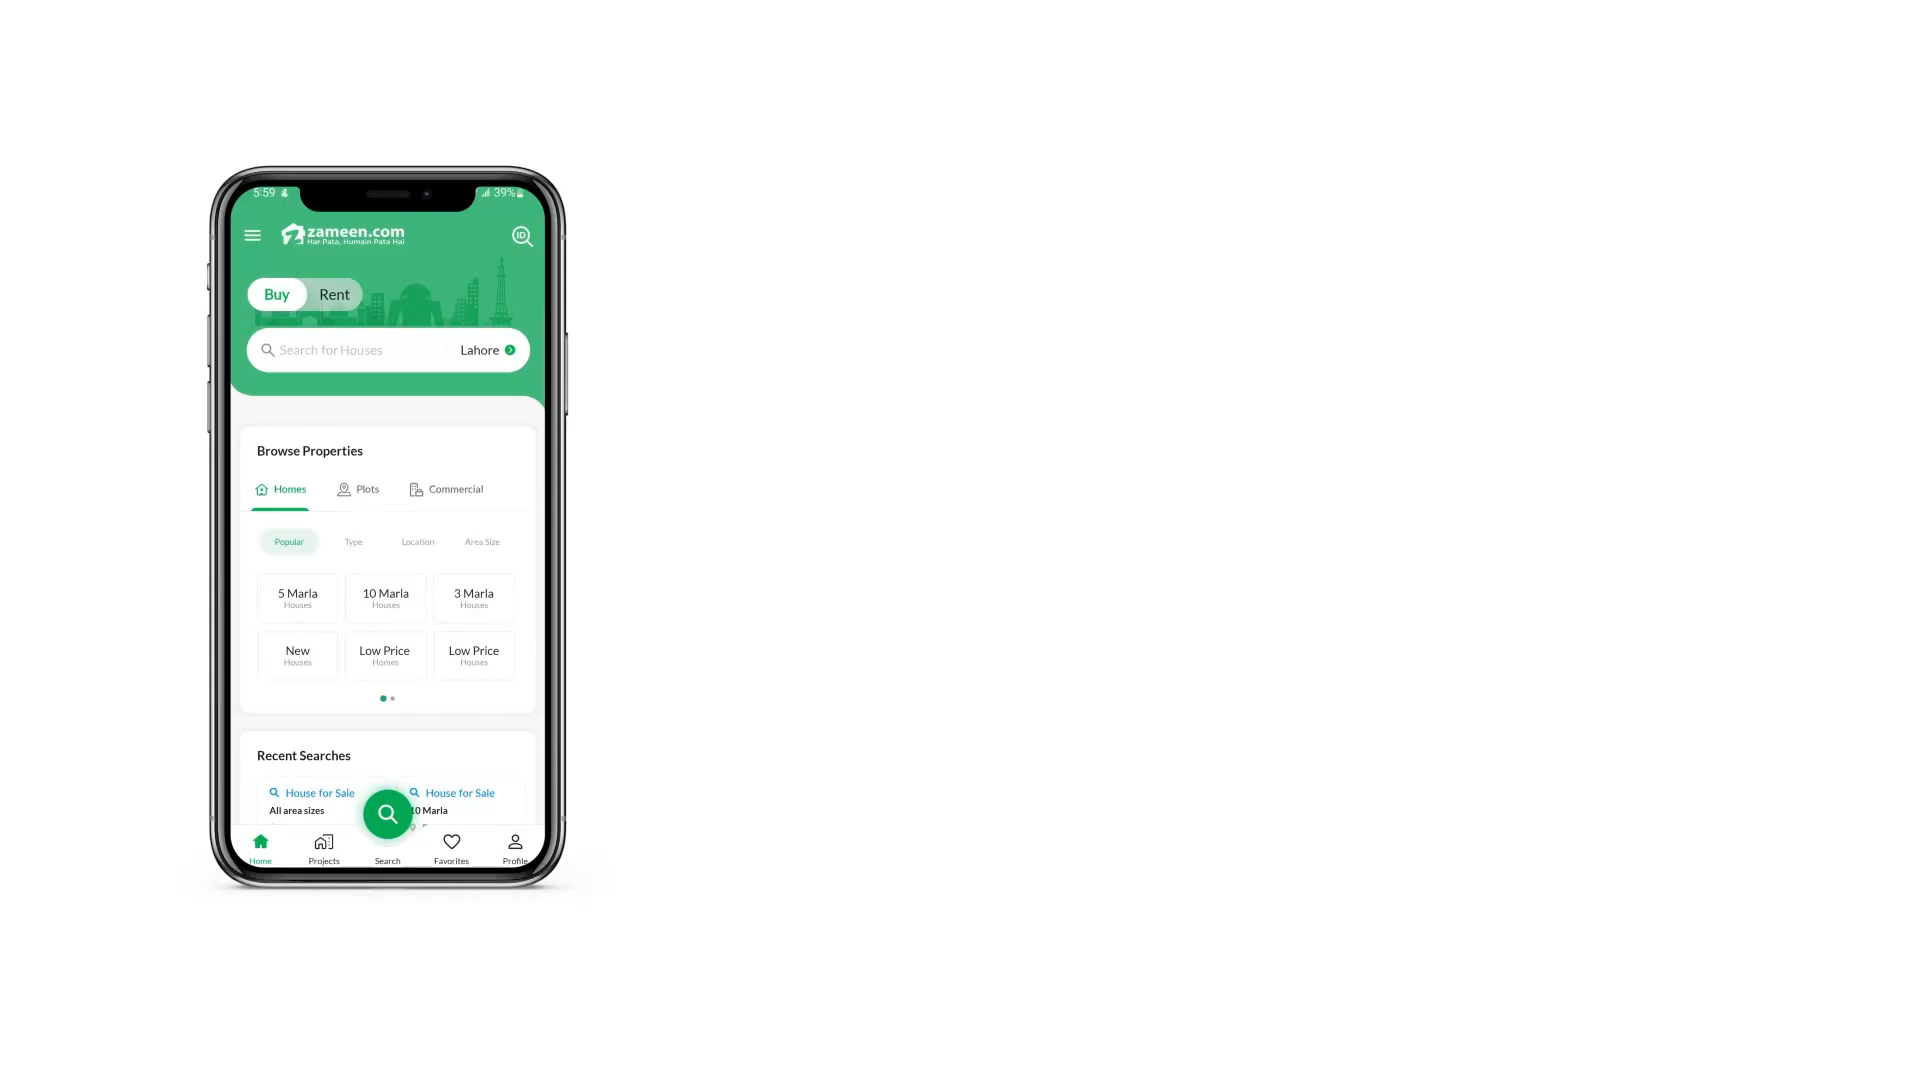 5:59
39%
zameen.com
Har Pata, Humain Pata Hai
ID
Buy Rent
Search for Houses Lahore
Browse Properties
Homes Plots Commercial
Popular Type Location Area Size
5 Marla 10 Marla 3 Marla
Houses Houses Houses
New Low Price Low Price
Houses Homes Houses
Recent Searches
House for Sale House for Sale
All area sizes 10 Marla
Home Projects Search Favorites Profile